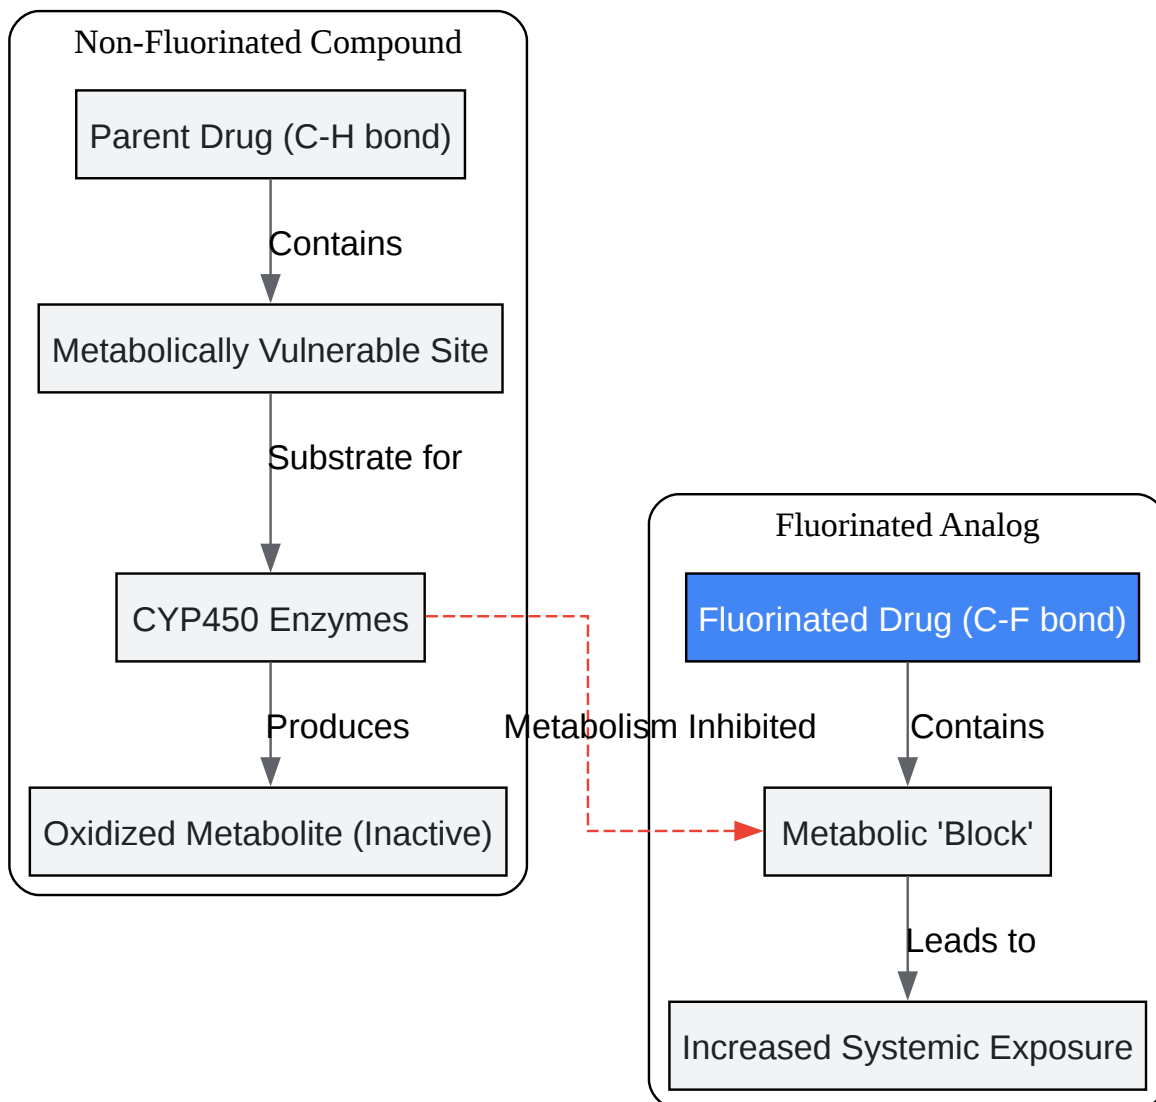 Non-Fluorinated Compound
Parent Drug (C-H bond)
Contains
Metabolically Vulnerable Site
Substrate for
CYP450 Enzymes
Produces
Oxidized Metabolite (Inactive)
Metabolism Inhibited
Fluorinated Analog
Fluorinated Drug (C-F bond)
Contains
Metabolic 'Block'
Leads to
Increased Systemic Exposure